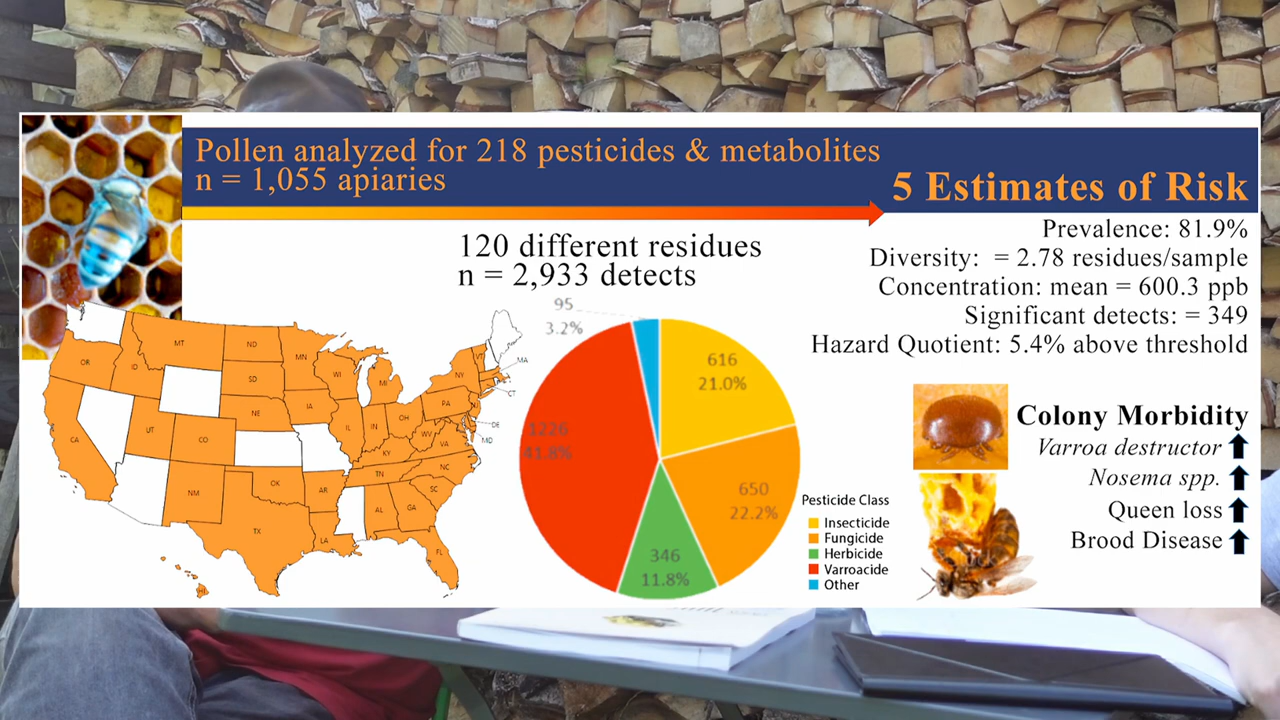 Pollen analyzed for 218 pesticides & metabolites
n = 1,055 apiaries
5 Estimates of Risk
Prevalence: 81.9%
Diversity: = 2.78 residues/sample
Concentration: mean = 600.3 ppb
Significant detects: = 349
Hazard Quotient: 5.4% above threshold
120 different residues
n = 2,933 detects
95
3.2%
616
21.0%
1226
41.8%
650
22.2%
346
11.8%
Pesticide Class
Insecticide
Fungicide
Herbicide
Varroacide
Other
Colony Morbidity
Varroa destructor
Nosema spp.
Queen loss
Brood Disease
OR
ID
MT
ND
MN
SD
WI
MI
NY
VT
MA
CT
NE
IA
PA
IL
IN
OH
DE
MD
CA
UT
CO
WV
VA
KY
NC
TN
NM
OK
AR
SC
AL
GA
TX
LA
FL